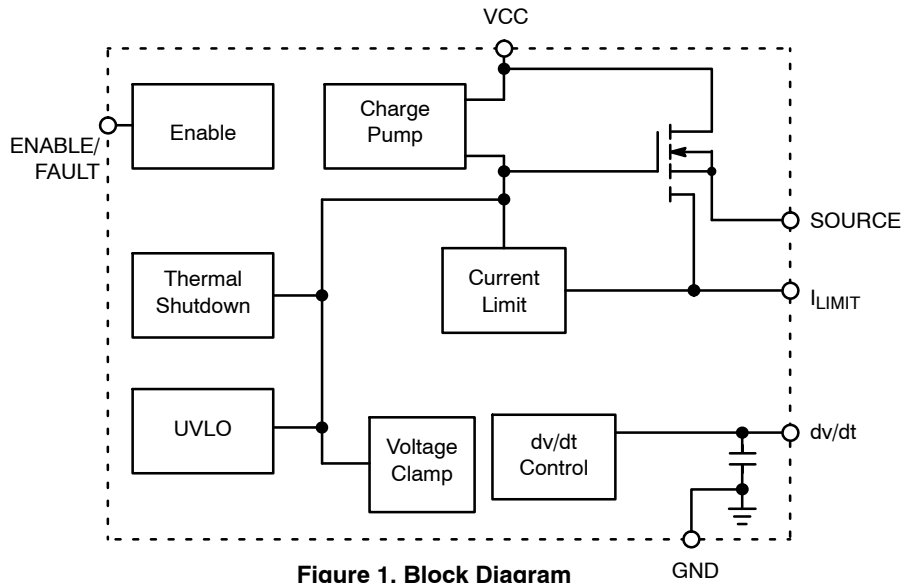 VCC
ENABLE/
FAULT
Enable
Charge
Pump
SOURCE
Thermal
Shutdown
Current
Limit
ILIMIT
UVLO
Voltage
Clamp
dv/dt
Control
dv/dt
GND
Figure 1. Block Diagram